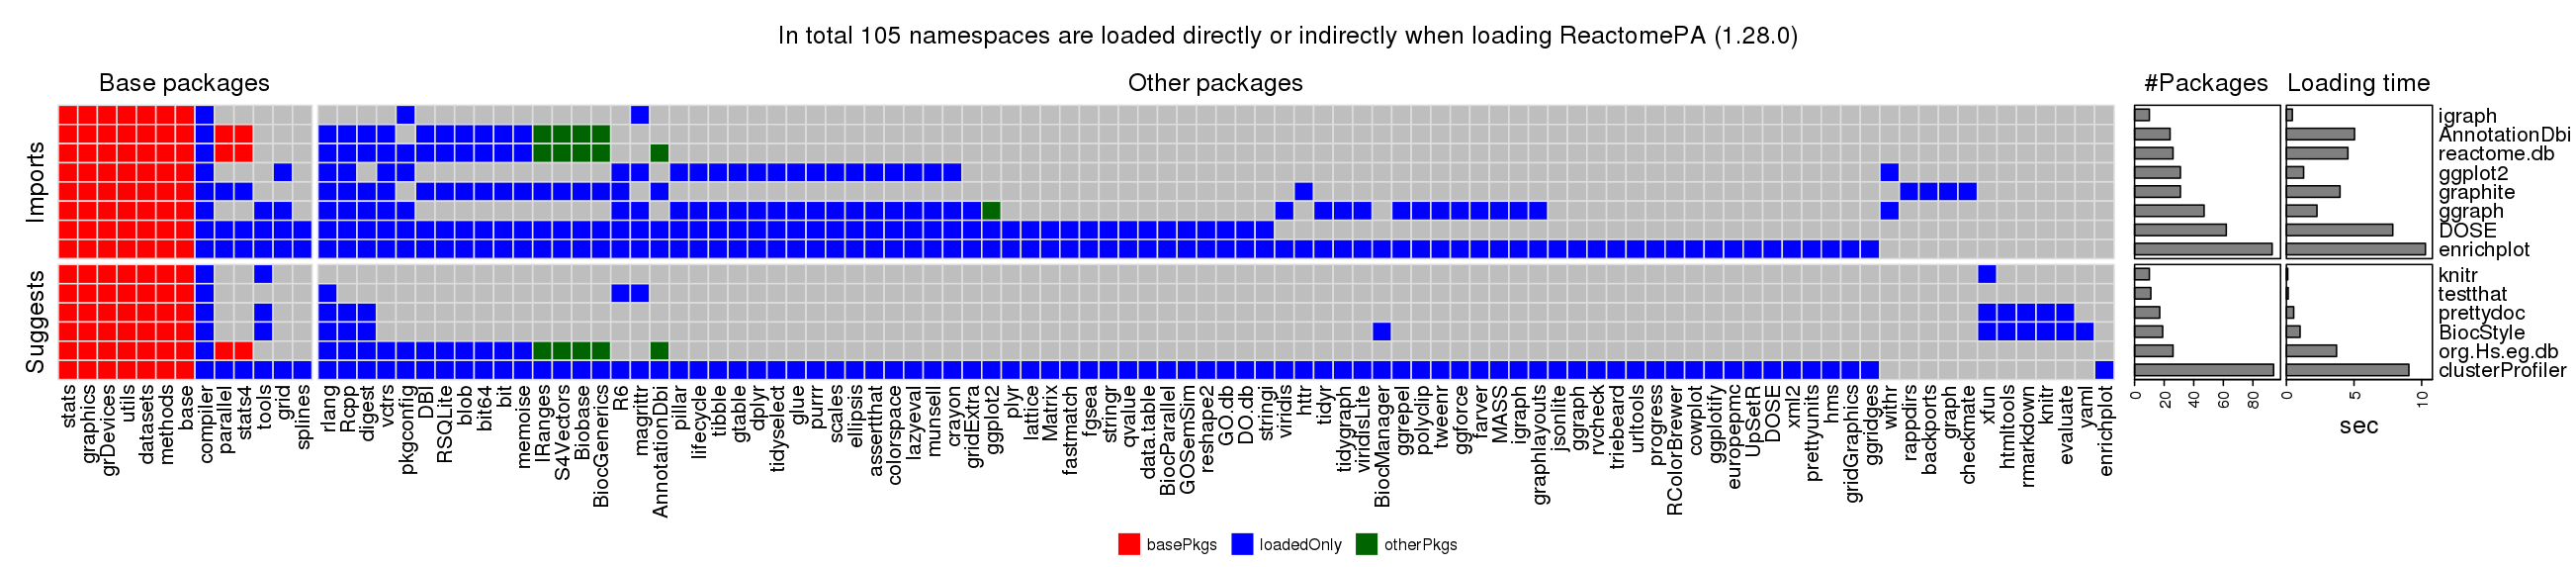 In total 105 namespaces are loaded directly or indirectly when loading ReactomePA (1.28.0)
Base packages
Other packages
#Packages
Loading time
Imports
igraph
AnnotationDbi
reactome.db
ggplot2
graphite
ggraph
DOSE
enrichplot
Suggests
knitr
testthat
prettydoc
BiocStyle
org.Hs.eg.db
clusterProfiler
stats
graphics
grDevices
utils
datasets
methods
base
compiler
parallel
stats4
tools
grid
splines
rlang
Rcpp
digest
vctrs
pkgconfig
DBI
RSQLite
blob
bit64
bit
memoise
IRanges
S4Vectors
Biobase
BiocGenerics
R6
magrittr
AnnotationDbi
pillar
lifecycle
tibble
gtable
dplyr
tidyselect
glue
purrr
scales
ellipsis
assertthat
colorspace
lazyeval
munsell
crayon
gridExtra
ggplot2
plyr
lattice
Matrix
fastmatch
fgsea
stringr
qvalue
data.table
BiocParallel
GOSemSim
reshape2
GO.db
DO.db
stringi
viridis
httr
tidyr
tidygraph
viridisLite
BiocManager
ggrepel
polyclip
tweenr
ggforce
farver
MASS
igraph
graphlayouts
jsonlite
ggraph
rvcheck
triebeard
urltools
progress
RColorBrewer
cowplot
ggplotify
europepmc
UpSetR
DOSE
xml2
prettyunits
hms
gridGraphics
ggridges
withr
rappdirs
backports
graph
checkmate
xfun
htmltools
rmarkdown
knitr
evaluate
yaml
enrichplot
0
20
40
60
80
0
5
10
sec
basePkgs
loadedOnly
otherPkgs